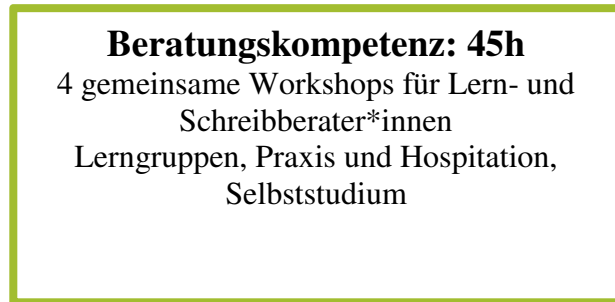 Beratungskompetenz: 45h
4 gemeinsame Workshops für Lern- und
Schreibberater*innen
Lerngruppen, Praxis und Hospitation,
Selbststudium